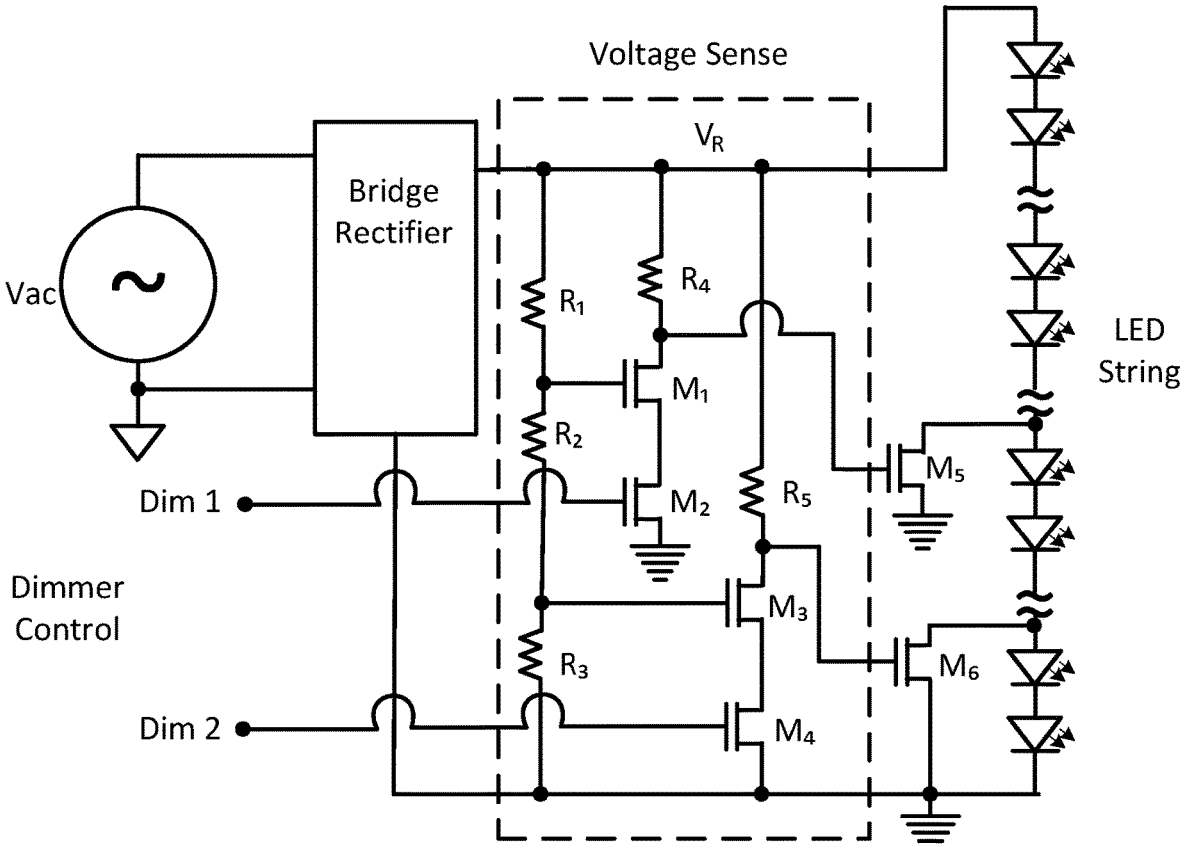 Voltage Sense
V_R
Bridge
Rectifier
Vac
R₁
R₄
M₁
LED
String
R₂
M₂
R₅
M₅
Dim 1
Dimmer
Control
M₃
R₃
M₆
Dim 2
M₄